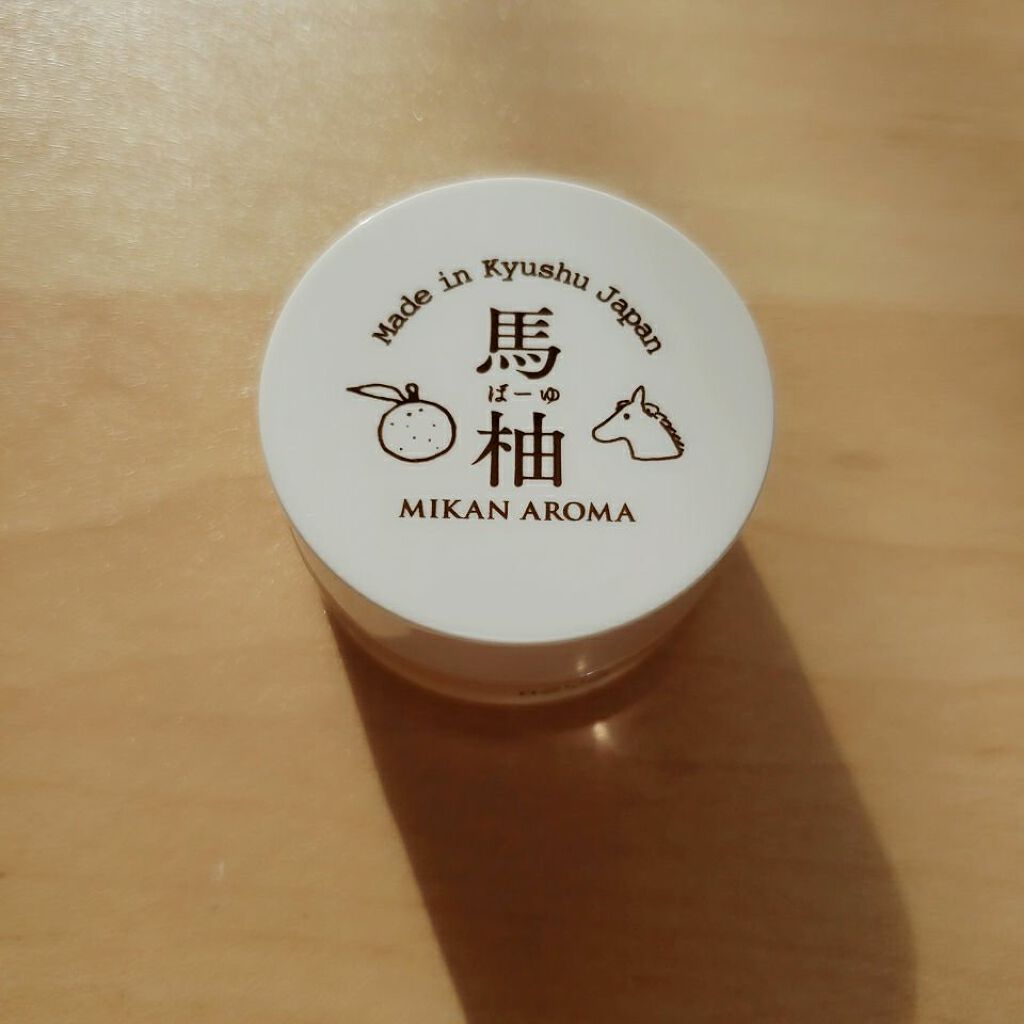 Made in Kyushu Japan
馬
ばーゆ
柚
MIKAN AROMA